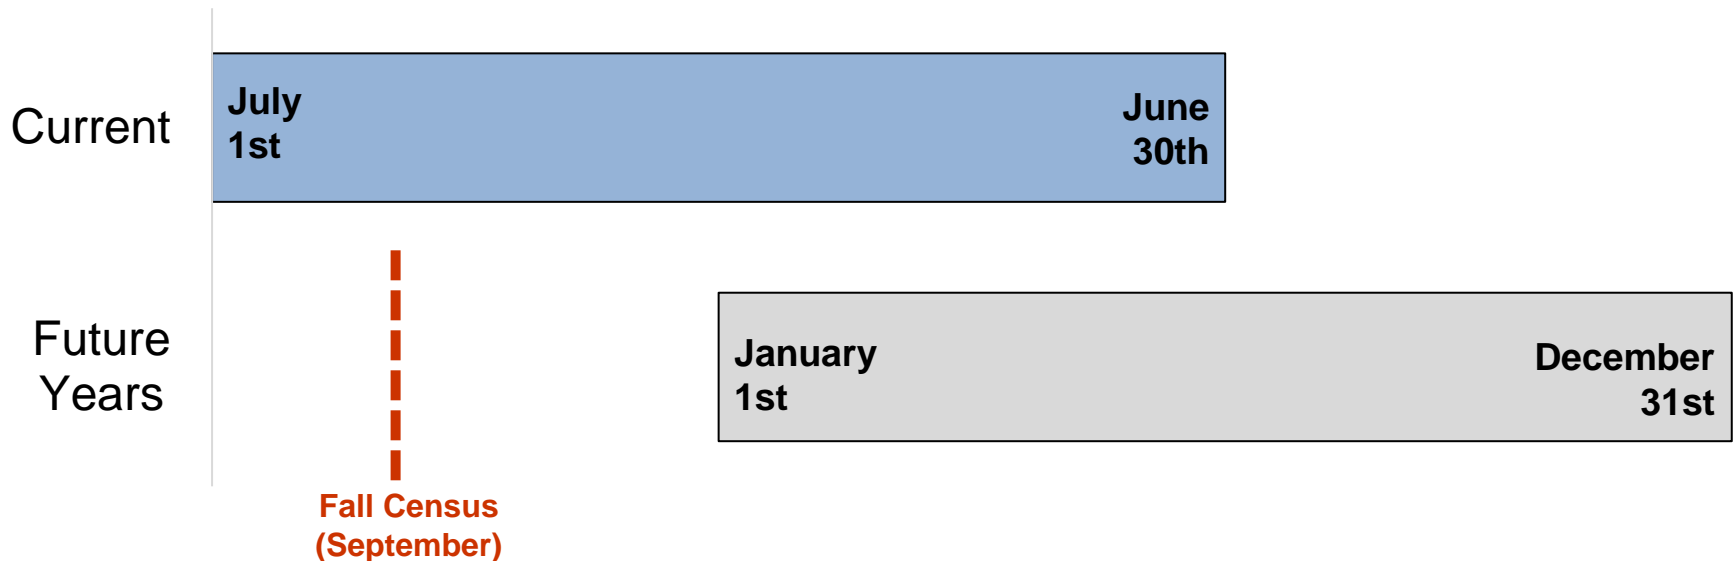 Current
July
1st
June
30th
Future
Years
January
1st
December
31st
Fall Census
(September)